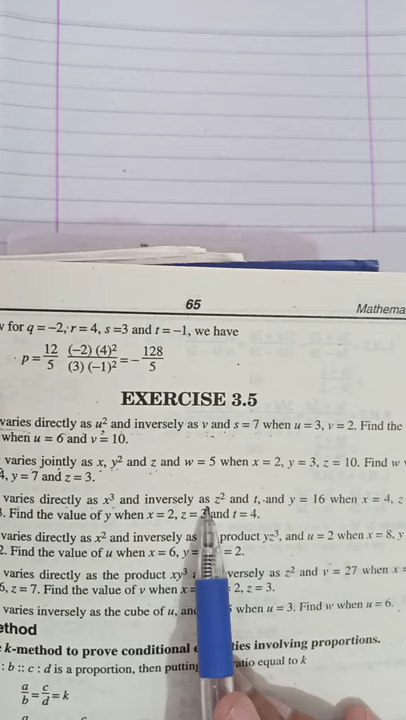 65
Mathema
for q = –2, r = 4, s =3 and t = –1, we have
p = 12/5 (–2) (4)²/(3) (–1)² = – 128/5
EXERCISE 3.5
varies directly as u² and inversely as v and s = 7 when u = 3, v = 2. Find the
when u = 6 and v = 10.
varies jointly as x, y² and z and w = 5 when x = 2, y = 3, z = 10. Find w
4, y = 7 and z = 3.
varies directly as x³ and inversely as z² and t, and y = 16 when x = 4, z
Find the value of y when x = 2, z = 3 and t = 4.
varies directly as x² and inversely as product yz³, and u = 2 when x = 8, y
2. Find the value of u when x = 6, y = = 2.
varies directly as the product xy³ versely as z² and v = 27 when x =
6, z = 7. Find the value of v when x = 2, z = 3.
varies inversely as the cube of u, and when u = 3. Find w when u = 6.
ethod
k-method to prove conditional ties involving proportions.
: b :: c : d is a proportion, then putting ratio equal to k
a/b = c/d = k